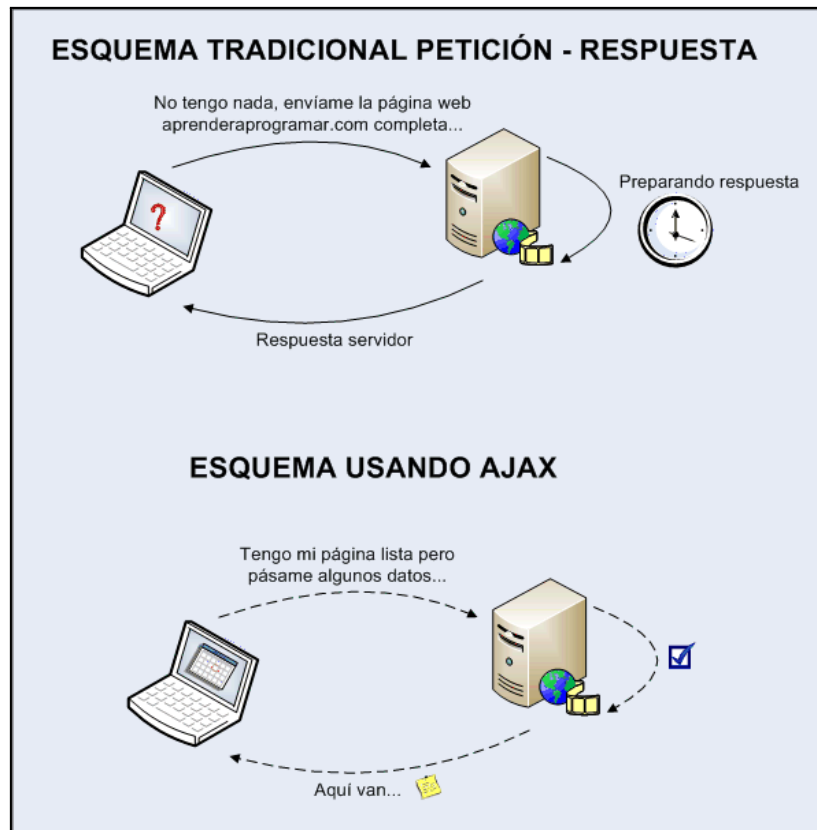 ESQUEMA TRADICIONAL PETICIÓN - RESPUESTA
No tengo nada, envíame la página web
aprenderaprogramar.com completa...
Preparando respuesta
?
Respuesta servidor
ESQUEMA USANDO AJAX
Tengo mi página lista pero
pásame algunos datos...
Aquí van...